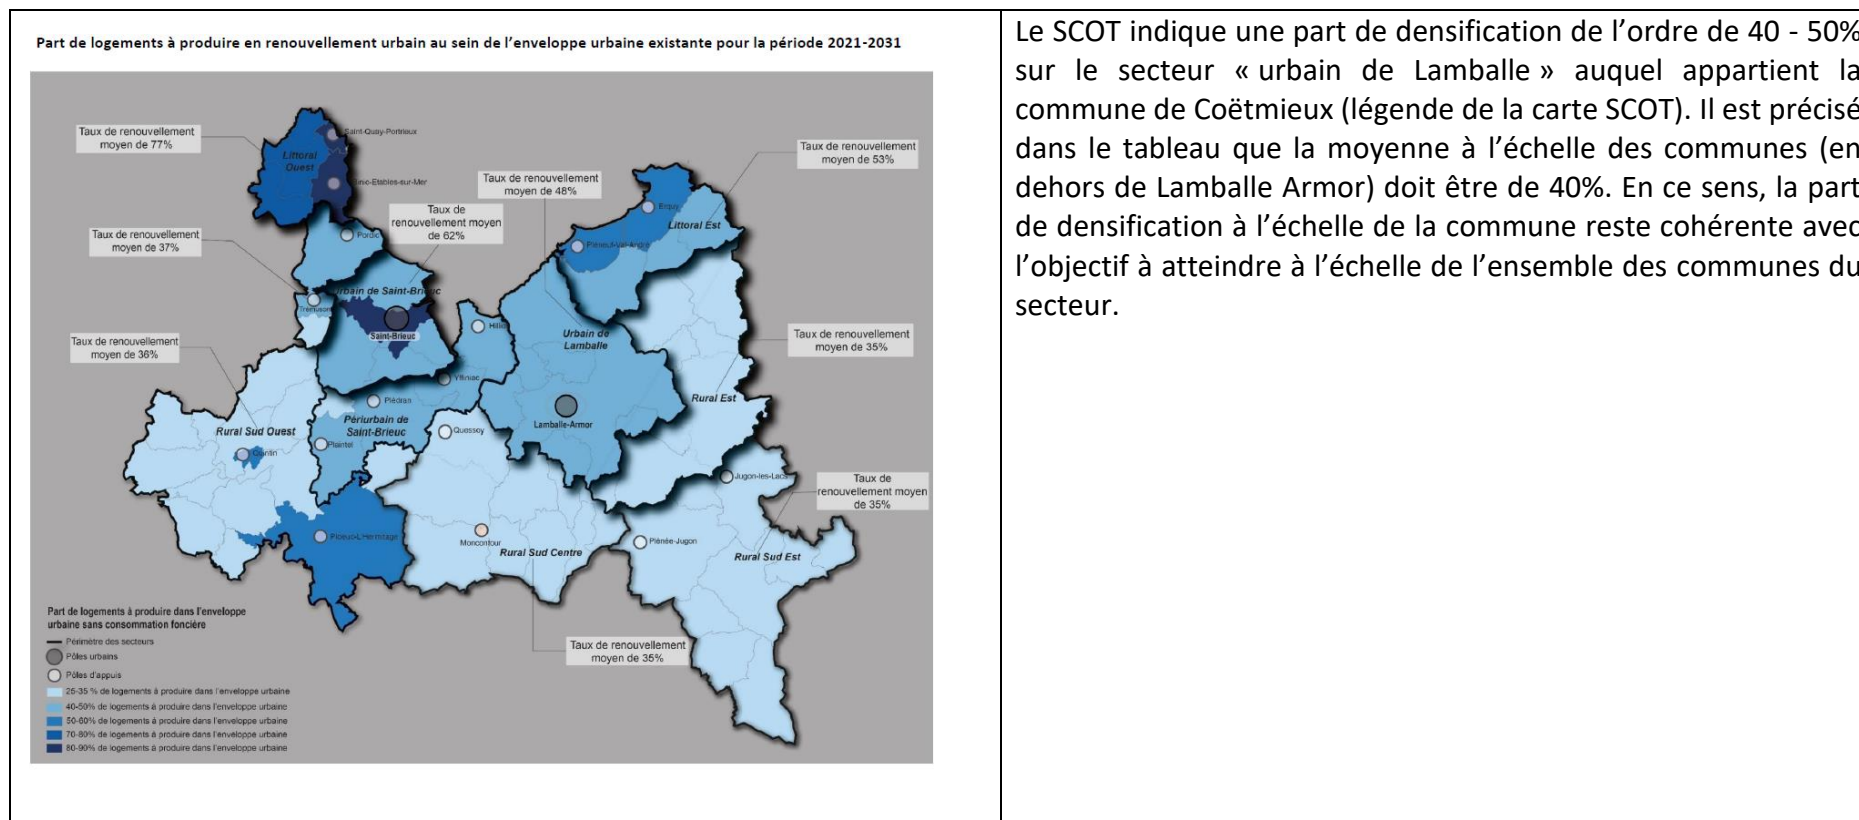 Part de logements à produire en renouvellement urbain au sein de l’enveloppe urbaine existante pour la période 2021-2031
Taux de renouvellement
moyen de 77%
Saint-Quay-Portrieux
Littoral
Ouest
Binic-Etables-sur-Mer
Taux de renouvellement
moyen de 53%
Taux de renouvellement
moyen de 48%
Taux de
renouvellement moyen
de 62%
Erquy
Littoral Est
Pléneuf-Val-André
Taux de renouvellement
moyen de 37%
Pordic
Urbain de Saint-Brieuc
Trémuson
Saint-Brieuc
Hillion
Urbain de
Lamballe
Taux de renouvellement
moyen de 35%
Taux de renouvellement
moyen de 36%
Yffiniac
Plédran
Rural Est
Périurbain de
Saint-Brieuc
Lamballe-Armor
Quessoy
Rural Sud Ouest
Plaintel
Quintin
Jugon-les-Lacs
Taux de
renouvellement moyen
de 35%
Ploeuc-L'Hermitage
Moncontour
Rural Sud Centre
Plénée-Jugon
Rural Sud Est
Taux de renouvellement
moyen de 35%
Part de logements à produire dans l'enveloppe
urbaine sans consommation foncière
Périmètre des secteurs
Pôles urbains
Pôles d'appuis
25-35 % de logements à produire dans l'enveloppe urbaine
40-50% de logements à produire dans l'enveloppe urbaine
50-60% de logements à produire dans l'enveloppe urbaine
70-80% de logements à produire dans l'enveloppe urbaine
80-90% de logements à produire dans l'enveloppe urbaine
Le SCOT indique une part de densification de l’ordre de 40 - 50%
sur le secteur « urbain de Lamballe » auquel appartient la
commune de Coëtmieux (légende de la carte SCOT). Il est précisé
dans le tableau que la moyenne à l’échelle des communes (en
dehors de Lamballe Armor) doit être de 40%. En ce sens, la part
de densification à l’échelle de la commune reste cohérente avec
l’objectif à atteindre à l’échelle de l’ensemble des communes du
secteur.